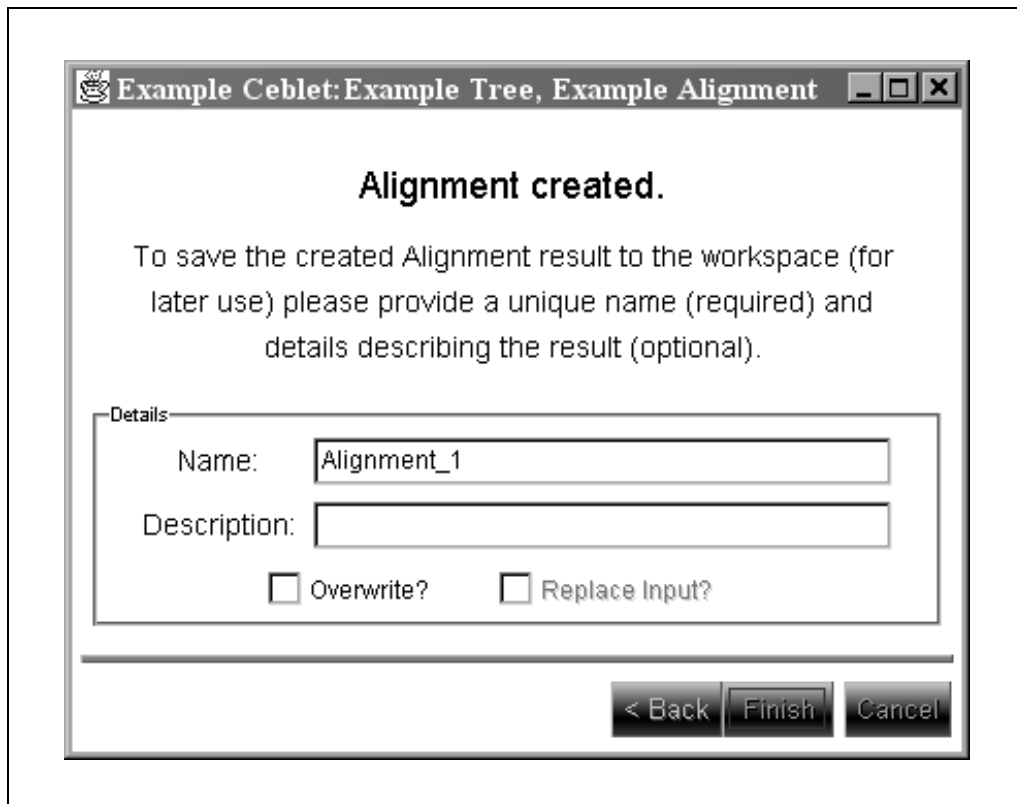 Example Ceblet:Example Tree, Example Alignment
Alignment created.
To save the created Alignment result to the workspace (for
later use) please provide a unique name (required) and
details describing the result (optional).
Details
Name: Alignment_1
Description:
Overwrite? Replace Input?
< Back Finish Cancel